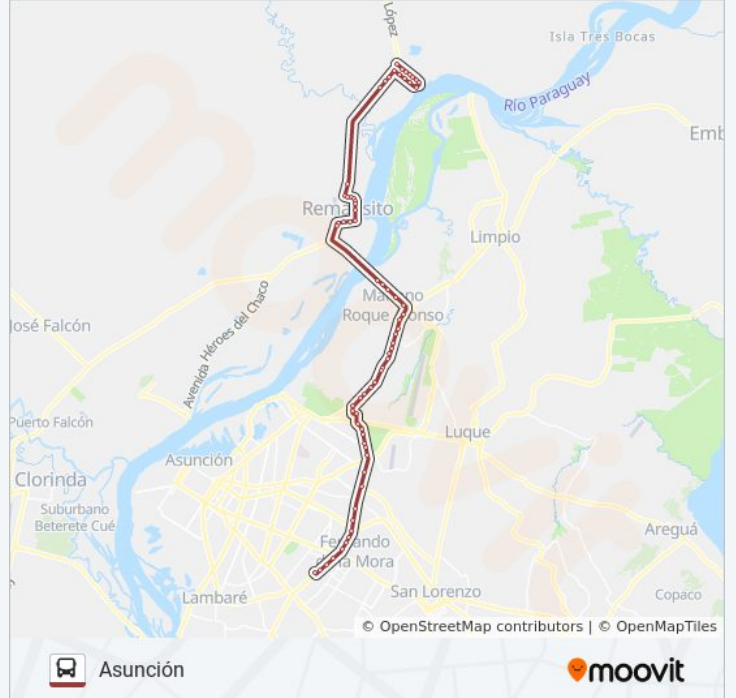 López
Isla Tres Bocas
Río Paraguay
Emb
Remansito
Limpio
Mariano
Roque Alonso
José Falcón
Avenida Héroes del Chaco
Puerto Falcón
Luque
Asunción
Clorinda
Suburbano
Beterete Cué
Areguá
Fernando
de la Mora
San Lorenzo
Copaco
Lambaré
© OpenStreetMap contributors | © OpenMapTiles
Asunción
moovit